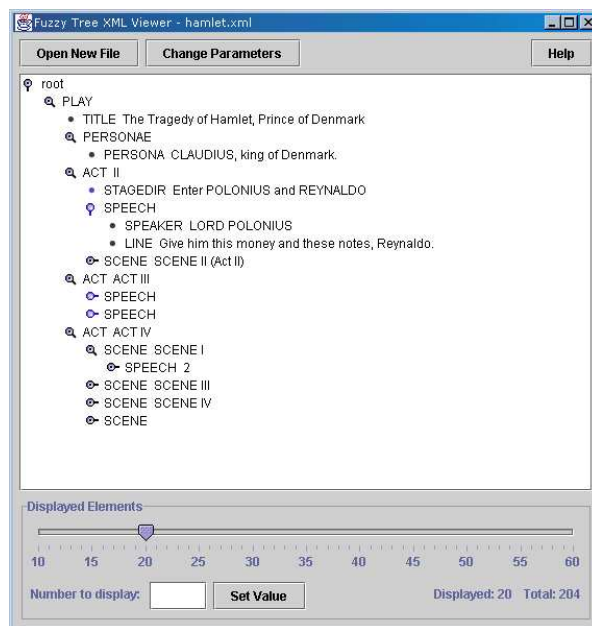 Fuzzy Tree XML Viewer - hamlet.xml
Open New File Change Parameters Help
root
PLAY
TITLE The Tragedy of Hamlet, Prince of Denmark
PERSONAE
PERSONA CLAUDIUS, king of Denmark.
ACT II
STAGEDIR Enter POLONIUS and REYNALDO
SPEECH
SPEAKER LORD POLONIUS
LINE Give him this money and these notes, Reynaldo.
SCENE SCENE II (Act II)
ACT ACT III
SPEECH
SPEECH
ACT ACT IV
SCENE SCENE I
SPEECH 2
SCENE SCENE III
SCENE SCENE IV
SCENE
Displayed Elements
10 15 20 25 30 35 40 45 50 55 60
Number to display: Set Value Displayed: 20 Total: 204